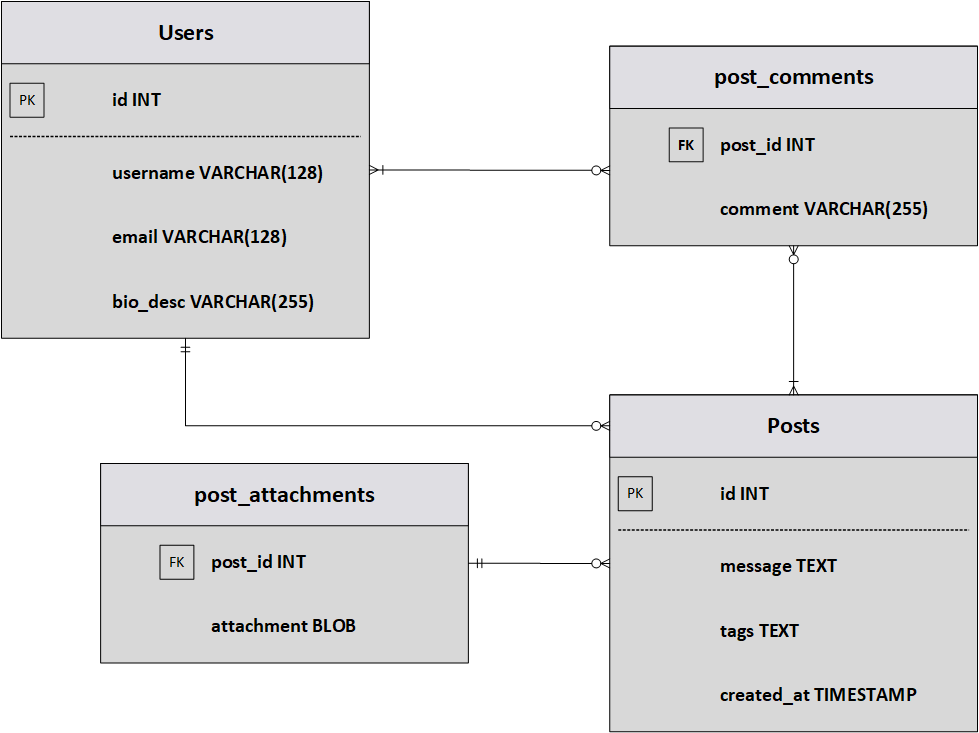 Users
PK id INT
username VARCHAR(128)
email VARCHAR(128)
bio_desc VARCHAR(255)
post_comments
FK post_id INT
comment VARCHAR(255)
Posts
PK id INT
message TEXT
tags TEXT
created_at TIMESTAMP
post_attachments
FK post_id INT
attachment BLOB